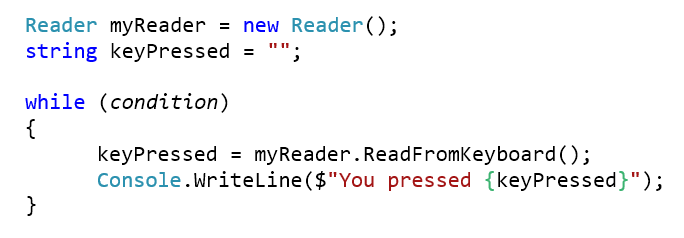 Reader myReader = new Reader();
string keyPressed = "";
while (condition)
{
keyPressed = myReader.ReadFromKeyboard();
Console.WriteLine($"You pressed {keyPressed}");
}